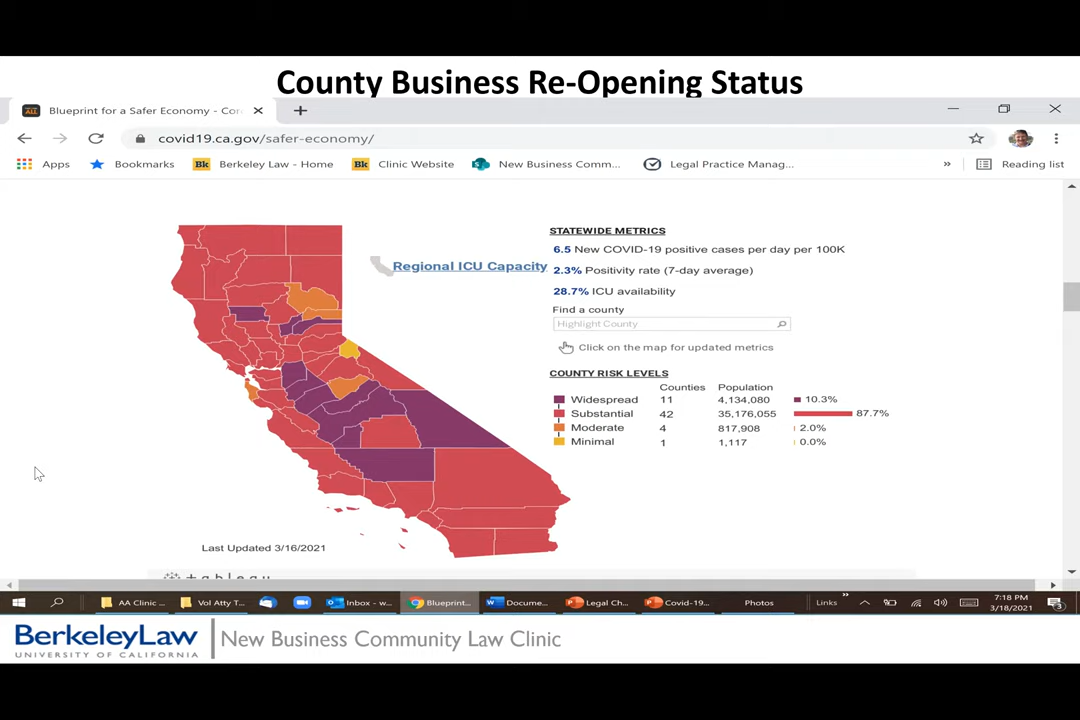 County Business Re-Opening Status
Blueprint for a Safer Economy - Cor
covid19.ca.gov/safer-economy/
Apps
Bookmarks
Bk Berkeley Law - Home
Bk Clinic Website
New Business Comm...
Legal Practice Manag...
»
Reading list
STATEWIDE METRICS
6.5 New COVID-19 positive cases per day per 100K
Regional ICU Capacity
2.3% Positivity rate (7-day average)
28.7% ICU availability
Find a county
Highlight County
Click on the map for updated metrics
COUNTY RISK LEVELS
Counties Population
Widespread 11 4,134,080 10.3%
Substantial 42 35,176,055 87.7%
Moderate 4 817,908 2.0%
Minimal 1 1,117 0.0%
Last Updated 3/16/2021
AA Clinic ...
Vol Atty T...
Inbox - w...
Blueprint...
Docume...
Legal Ch...
Covid-19...
Photos
Links »
7:18 PM
3/18/2021
3
BerkeleyLaw
UNIVERSITY OF CALIFORNIA
New Business Community Law Clinic